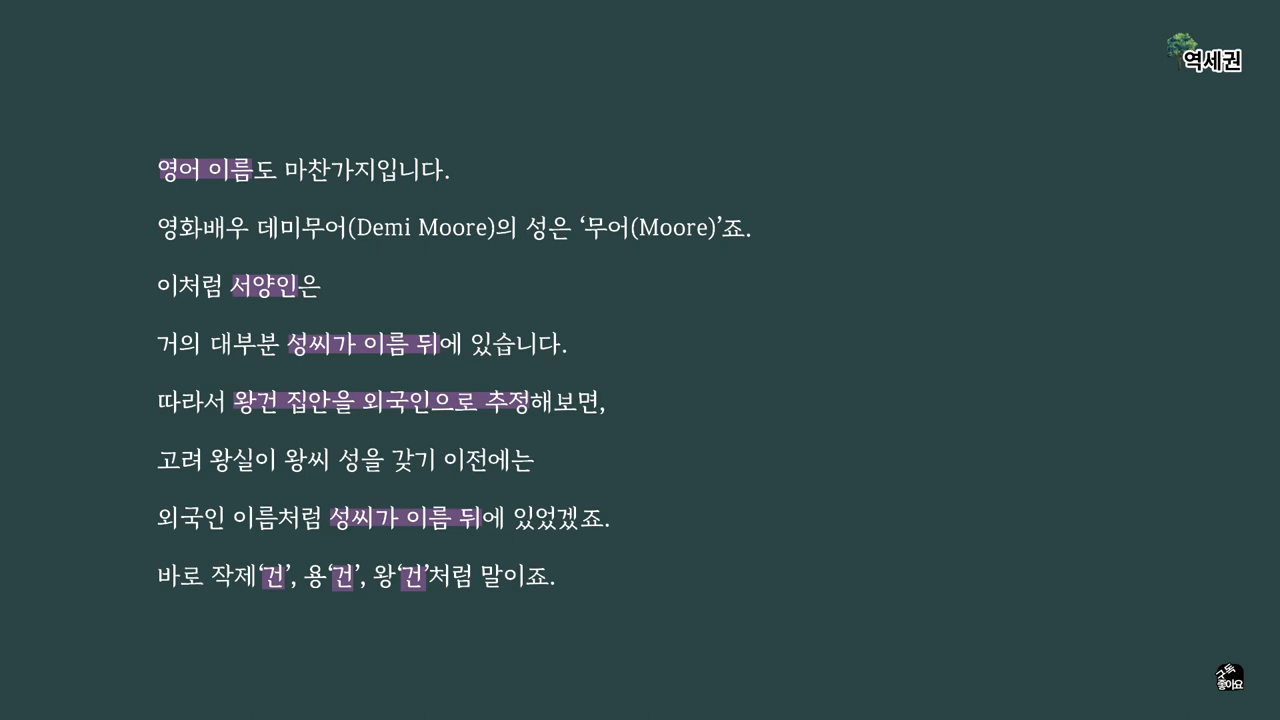 역세권
영어 이름도 마찬가지입니다.
영화배우 데미무어(Demi Moore)의 성은 ‘무어(Moore)’죠.
이처럼 서양인은
거의 대부분 성씨가 이름 뒤에 있습니다.
따라서 왕건 집안을 외국인으로 추정해보면,
고려 왕실이 왕씨 성을 갖기 이전에는
외국인 이름처럼 성씨가 이름 뒤에 있었겠죠.
바로 작제‘건’, 용‘건’, 왕‘건’처럼 말이죠.
구독
좋아요